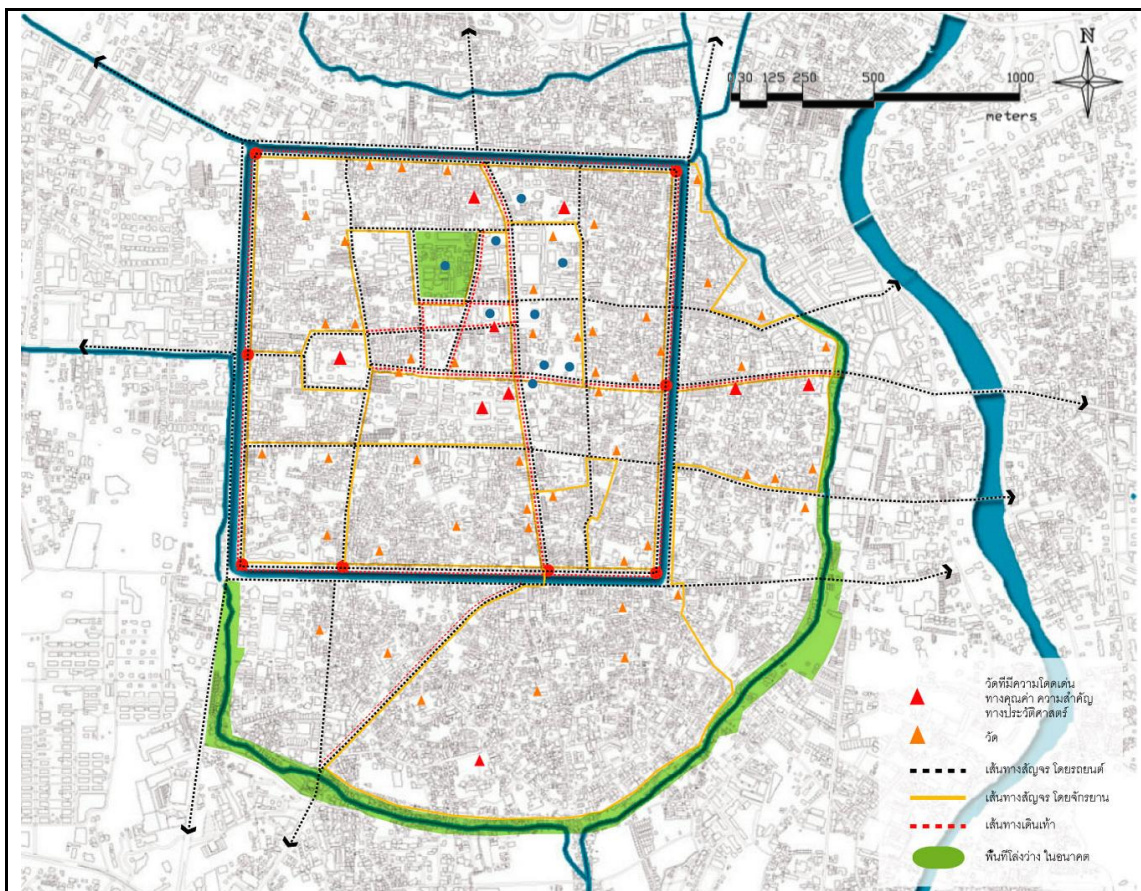 N
0 30 125 250 500 1000
meters
วัดที่มีความโดดเด่น
ทางคุณค่า ความสำคัญ
ทางประวัติศาสตร์
วัด
เส้นทางสัญจร โดยรถยนต์
เส้นทางสัญจร โดยจักรยาน
เส้นทางเดินเท้า
พื้นที่โล่งว่าง ในอนาคต